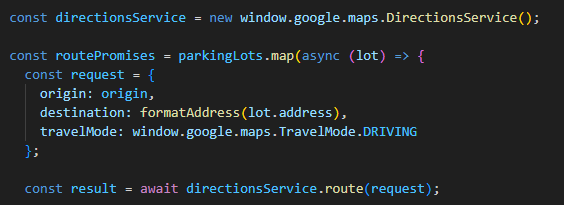 const directionsService = new window.google.maps.DirectionsService();
const routePromises = parkingLots.map(async (lot) => {
const request = {
origin: origin,
destination: formatAddress(lot.address),
travelMode: window.google.maps.TravelMode.DRIVING
};
const result = await directionsService.route(request);